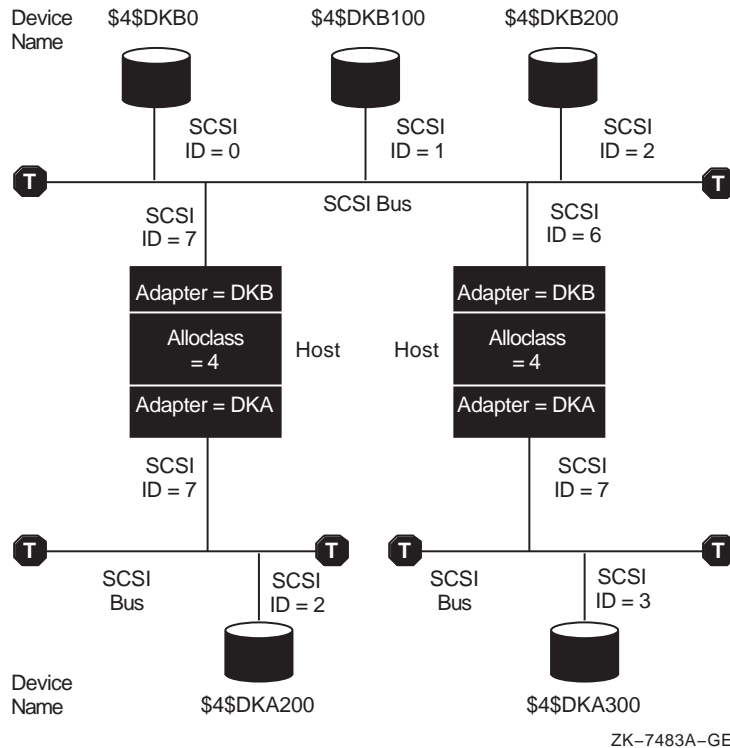 Device
Name
$4$DKB0
$4$DKB100
$4$DKB200
SCSI
ID = 0
SCSI
ID = 1
SCSI
ID = 2
T
T
SCSI Bus
SCSI
ID = 7
SCSI
ID = 6
Adapter = DKB
Adapter = DKB
Alloclass
= 4
Host
Host
Alloclass
= 4
Adapter = DKA
Adapter = DKA
SCSI
ID = 7
SCSI
ID = 7
T
T
T
T
SCSI
Bus
SCSI
ID = 2
SCSI
Bus
SCSI
ID = 3
Device
Name
$4$DKA200
$4$DKA300
ZK−7483A−GE